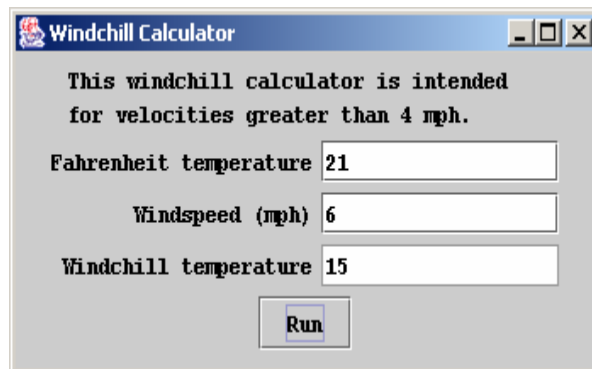 Windchill Calculator
This windchill calculator is intended
for velocities greater than 4 mph.
Fahrenheit temperature 21
Windspeed (mph) 6
Windchill temperature 15
Run